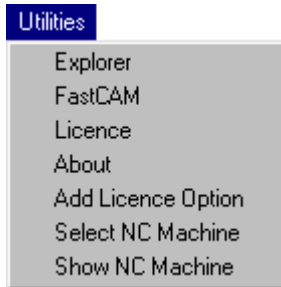 Utilities
Explorer
FastCAM
Licence
About
Add Licence Option
Select NC Machine
Show NC Machine